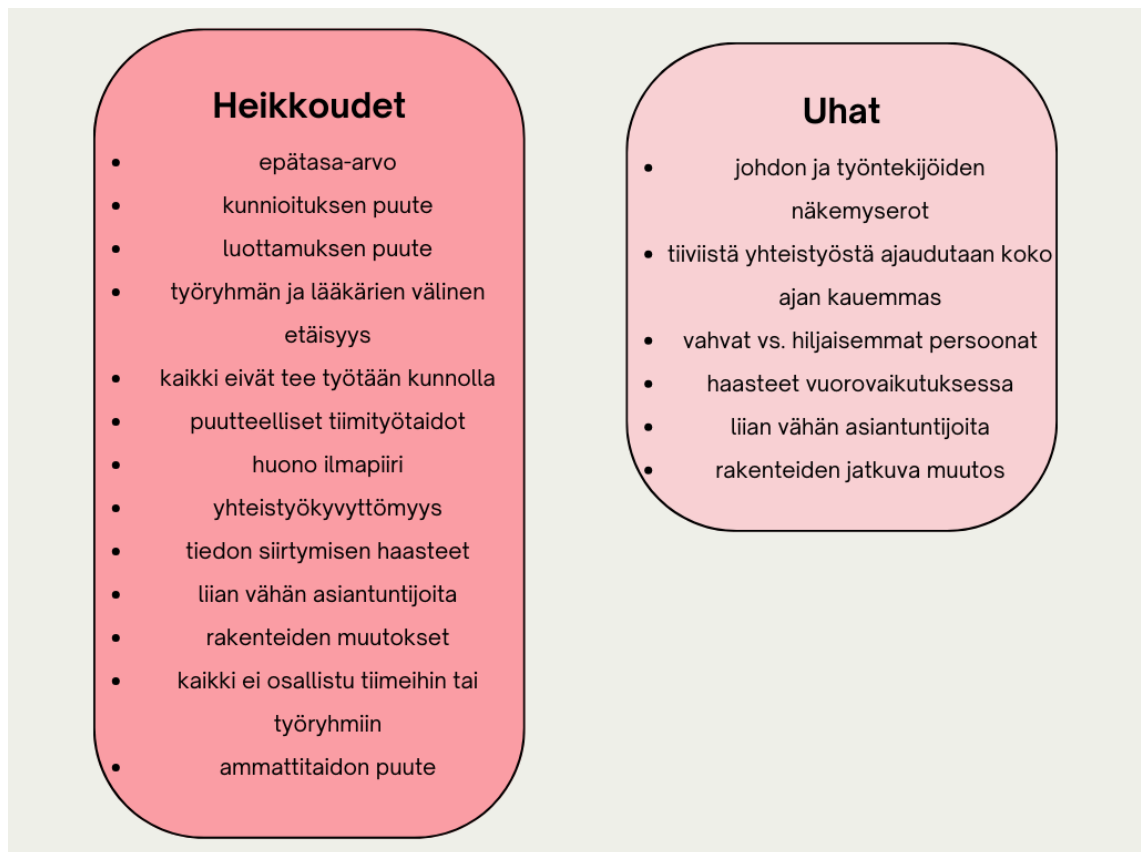 Heikkoudet
epätasa-arvo
kunnioituksen puute
luottamuksen puute
työryhmän ja lääkärien välinen
etäisyys
kaikki eivät tee työtään kunnolla
puutteelliset tiimityötaidot
huono ilmapiiri
yhteistyökyvyttömyys
tiedon siirtymisen haasteet
liian vähän asiantuntijoita
rakenteiden muutokset
kaikki ei osallistu tiimeihin tai
työryhmiin
ammattitaidon puute
Uhat
johdon ja työntekijöiden
näkemyserot
tiiviistä yhteistyöstä ajaudutaan koko
ajan kauemmas
vahvat vs. hiljaisemmat persoonat
haasteet vuorovaikutuksessa
liian vähän asiantuntijoita
rakenteiden jatkuva muutos